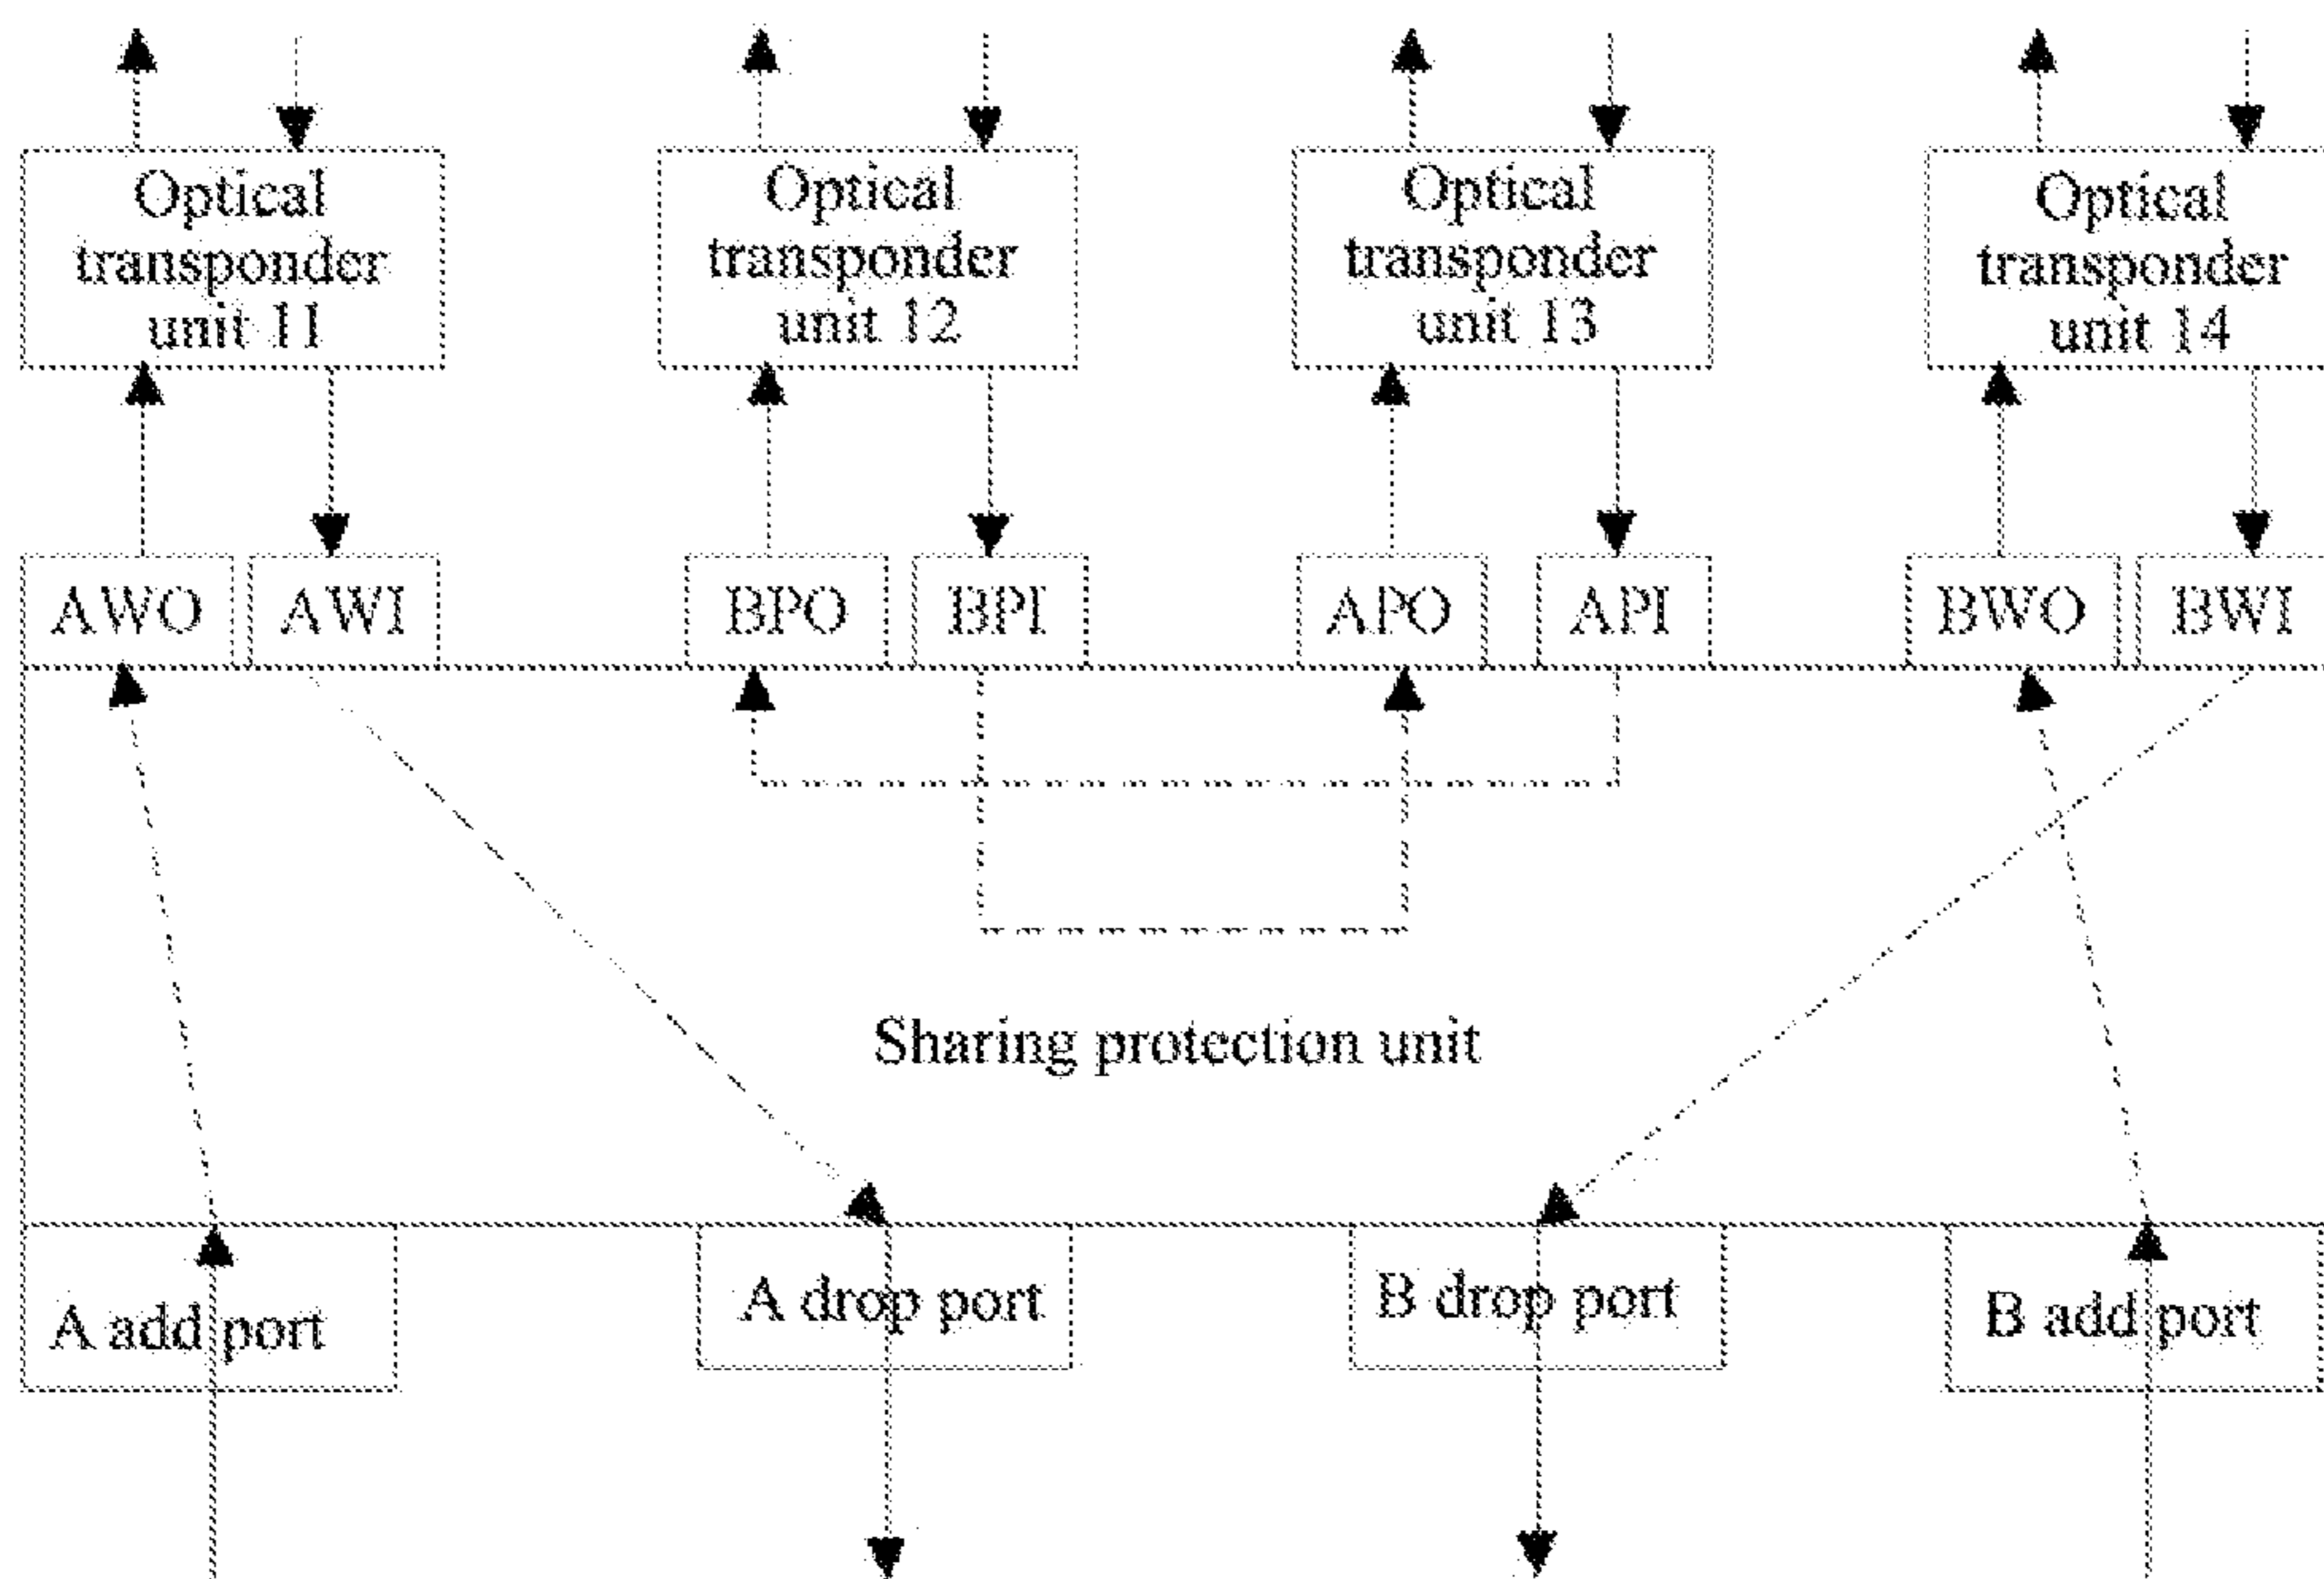 Optical
transponder
unit 11
Optical
transponder
unit 12
Optical
transponder
unit 13
Optical
transponder
unit 14
AWO
AWI
BPO
BPI
APO
API
BWO
BWI
Sharing protection unit
A add port
A drop port
B drop port
B add port